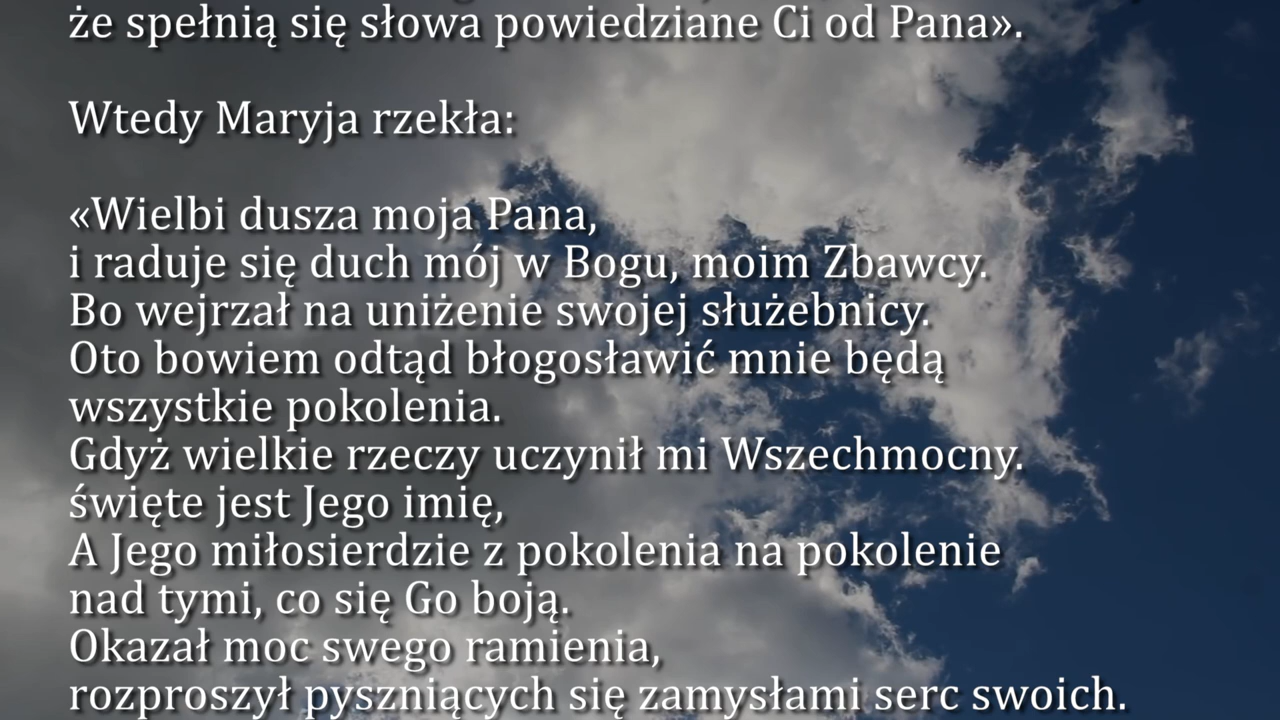 że spełnią się słowa powiedziane Ci od Pana».
Wtedy Maryja rzekła:
«Wielbi dusza moja Pana,
i raduje się duch mój w Bogu, moim Zbawcy.
Bo wejrzał na uniżenie swojej służebnicy.
Oto bowiem odtąd błogosławić mnie będą
wszystkie pokolenia.
Gdyż wielkie rzeczy uczynił mi Wszechmocny.
święte jest Jego imię,
A Jego miłosierdzie z pokolenia na pokolenie
nad tymi, co się Go boją.
Okazał moc swego ramienia,
rozproszył pyszniących się zamysłami serc swoich.